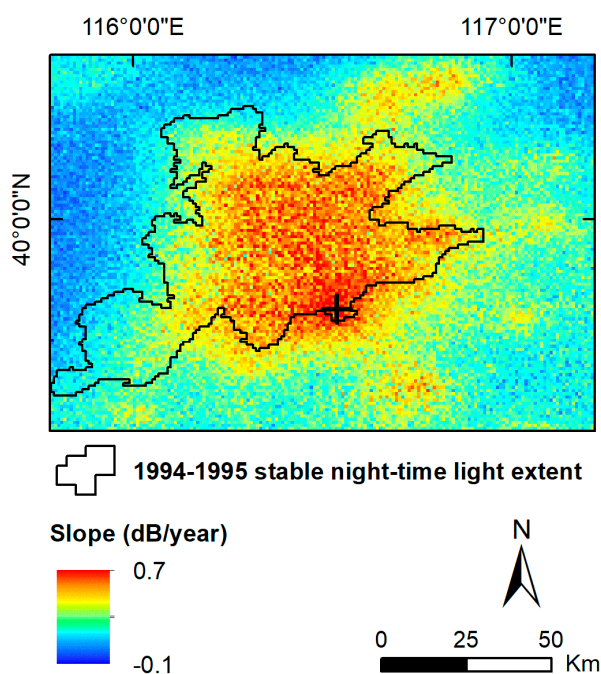 116°0'0"E 117°0'0"E
40°0'0"N
1994-1995 stable night-time light extent
Slope (dB/year)
0.7
-0.1
N
0 25 50
Km